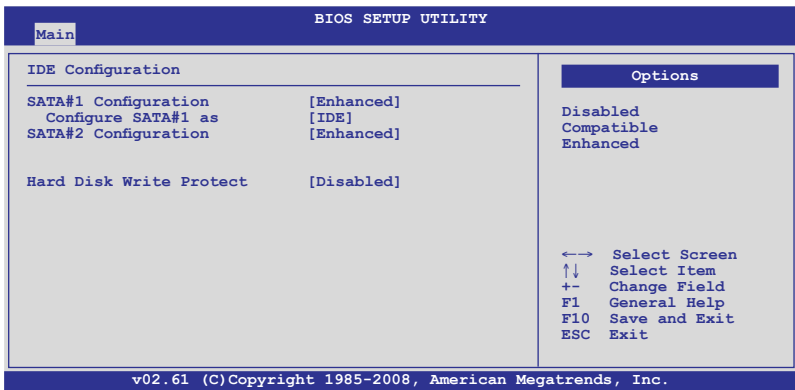 BIOS SETUP UTILITY
Main
IDE Configuration
SATA#1 Configuration [Enhanced]
Configure SATA#1 as [IDE]
SATA#2 Configuration [Enhanced]
Hard Disk Write Protect [Disabled]
Options
Disabled
Compatible
Enhanced
←→ Select Screen
↑↓ Select Item
+- Change Field
F1 General Help
F10 Save and Exit
ESC Exit
v02.61 (C)Copyright 1985-2008, American Megatrends, Inc.